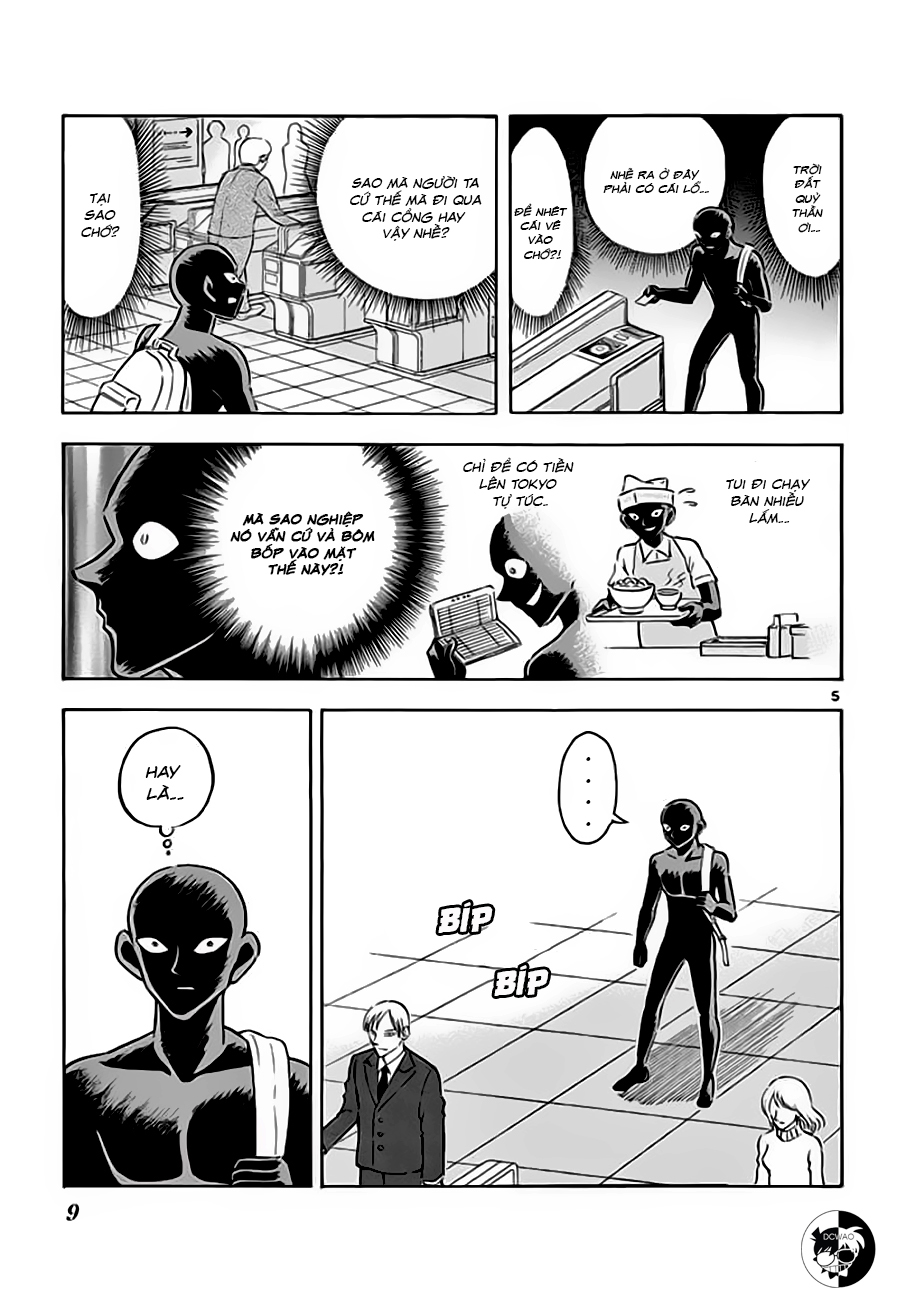 TRỜI
ĐẤT
QUỶ
THẦN
ƠI...
NHẼ RA Ở ĐÂY
PHẢI CÓ CÁI LỖ...
ĐỂ NHÉT
CÁI VÉ
VÀO
CHỚ?!
SAO MÀ NGƯỜI TA
CỨ THẾ MÀ ĐI QUA
CÁI CỔNG HAY
VẬY NHỀ?
TẠI
SAO
CHỚ?
TUI ĐI CHẠY
BÀN NHIỀU
LẮM...
CHỈ ĐỂ CÓ TIỀN
LÊN TOKYO
TỰ TÚC..
MÀ SAO NGHIỆP
NÓ VẪN CỨ VẢ BÔM
BỐP VÀO MẶT
THẾ NÀY?!
5
. . . .
BÍP
BÍP
HAY
LÀ...
9
DCWAO